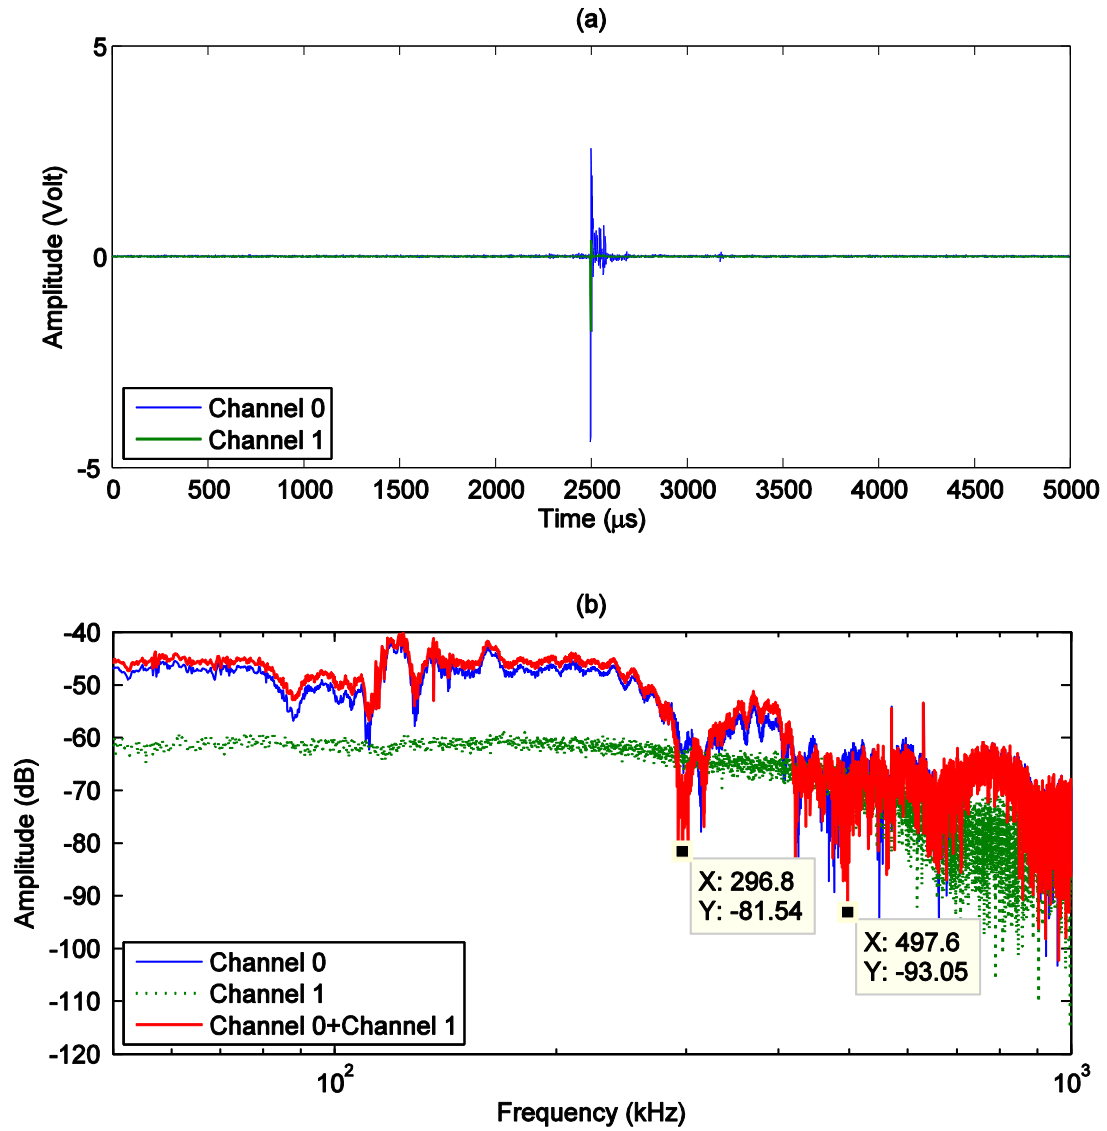 (a)
5
0
-5
Amplitude (Volt)
Channel 0
Channel 1
0 500 1000 1500 2000 2500 3000 3500 4000 4500 5000
Time (μs)
(b)
-40
-50
-60
-70
-80
-90
-100
-110
-120
Amplitude (dB)
X: 296.8
Y: -81.54
X: 497.6
Y: -93.05
Channel 0
Channel 1
Channel 0+Channel 1
10² 10³
Frequency (kHz)